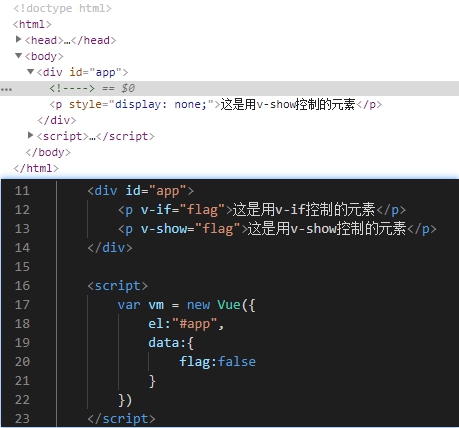 <!doctype html>
<html>
<head>…</head>
<body>
<div id="app">
… <!----> == $0
<p style="display: none;">这是用v-show控制的元素</p>
</div>
<script>…</script>
</body>
</html>
11 <div id="app">
12 <p v-if="flag">这是用v-if控制的元素</p>
13 <p v-show="flag">这是用v-show控制的元素</p>
14 </div>
15
16 <script>
17 var vm = new Vue({
18 el:"#app",
19 data:{
20 flag:false
21 }
22 })
23 </script>